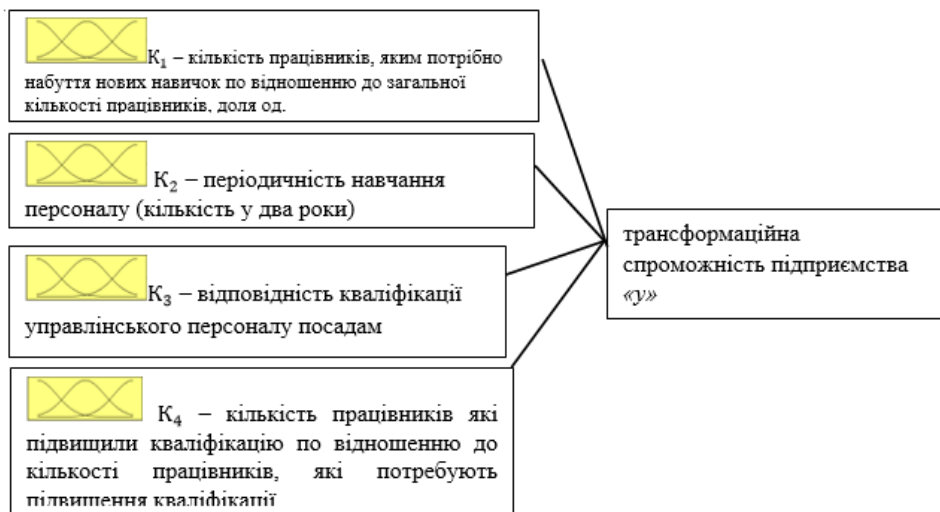 К₁ – кількість працівників, яким потрібно
набуття нових навичок по відношенню до загальної
кількості працівників, доля од.
К₂ – періодичність навчання
персоналу (кількість у два роки)
К₃ – відповідність кваліфікації
управлінського персоналу посадам
К₄ – кількість працівників які
підвищили кваліфікацію по відношенню до
кількості працівників, які потребують
підвищення кваліфікації
трансформаційна
спроможність підприємства
«у»